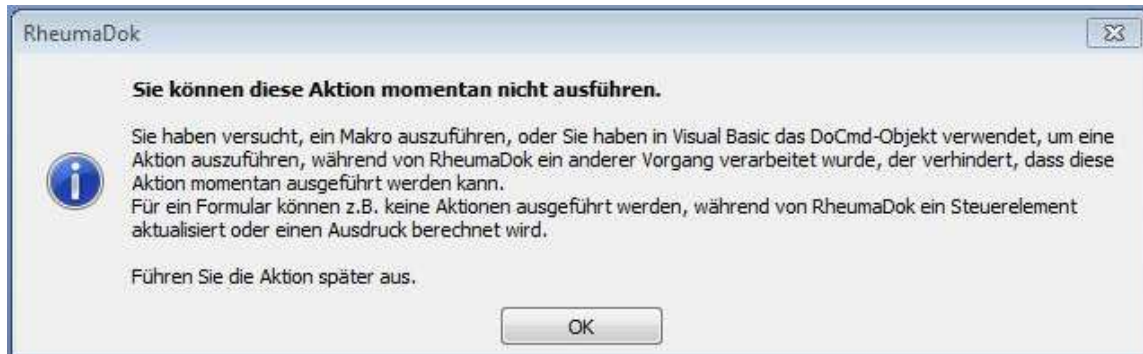 RheumaDok
Sie können diese Aktion momentan nicht ausführen.
Sie haben versucht, ein Makro auszuführen, oder Sie haben in Visual Basic das DoCmd-Objekt verwendet, um eine
Aktion auszuführen, während von RheumaDok ein anderer Vorgang verarbeitet wurde, der verhindert, dass diese
Aktion momentan ausgeführt werden kann.
Für ein Formular können z.B. keine Aktionen ausgeführt werden, während von RheumaDok ein Steuerelement
aktualisiert oder einen Ausdruck berechnet wird.
Führen Sie die Aktion später aus.
OK